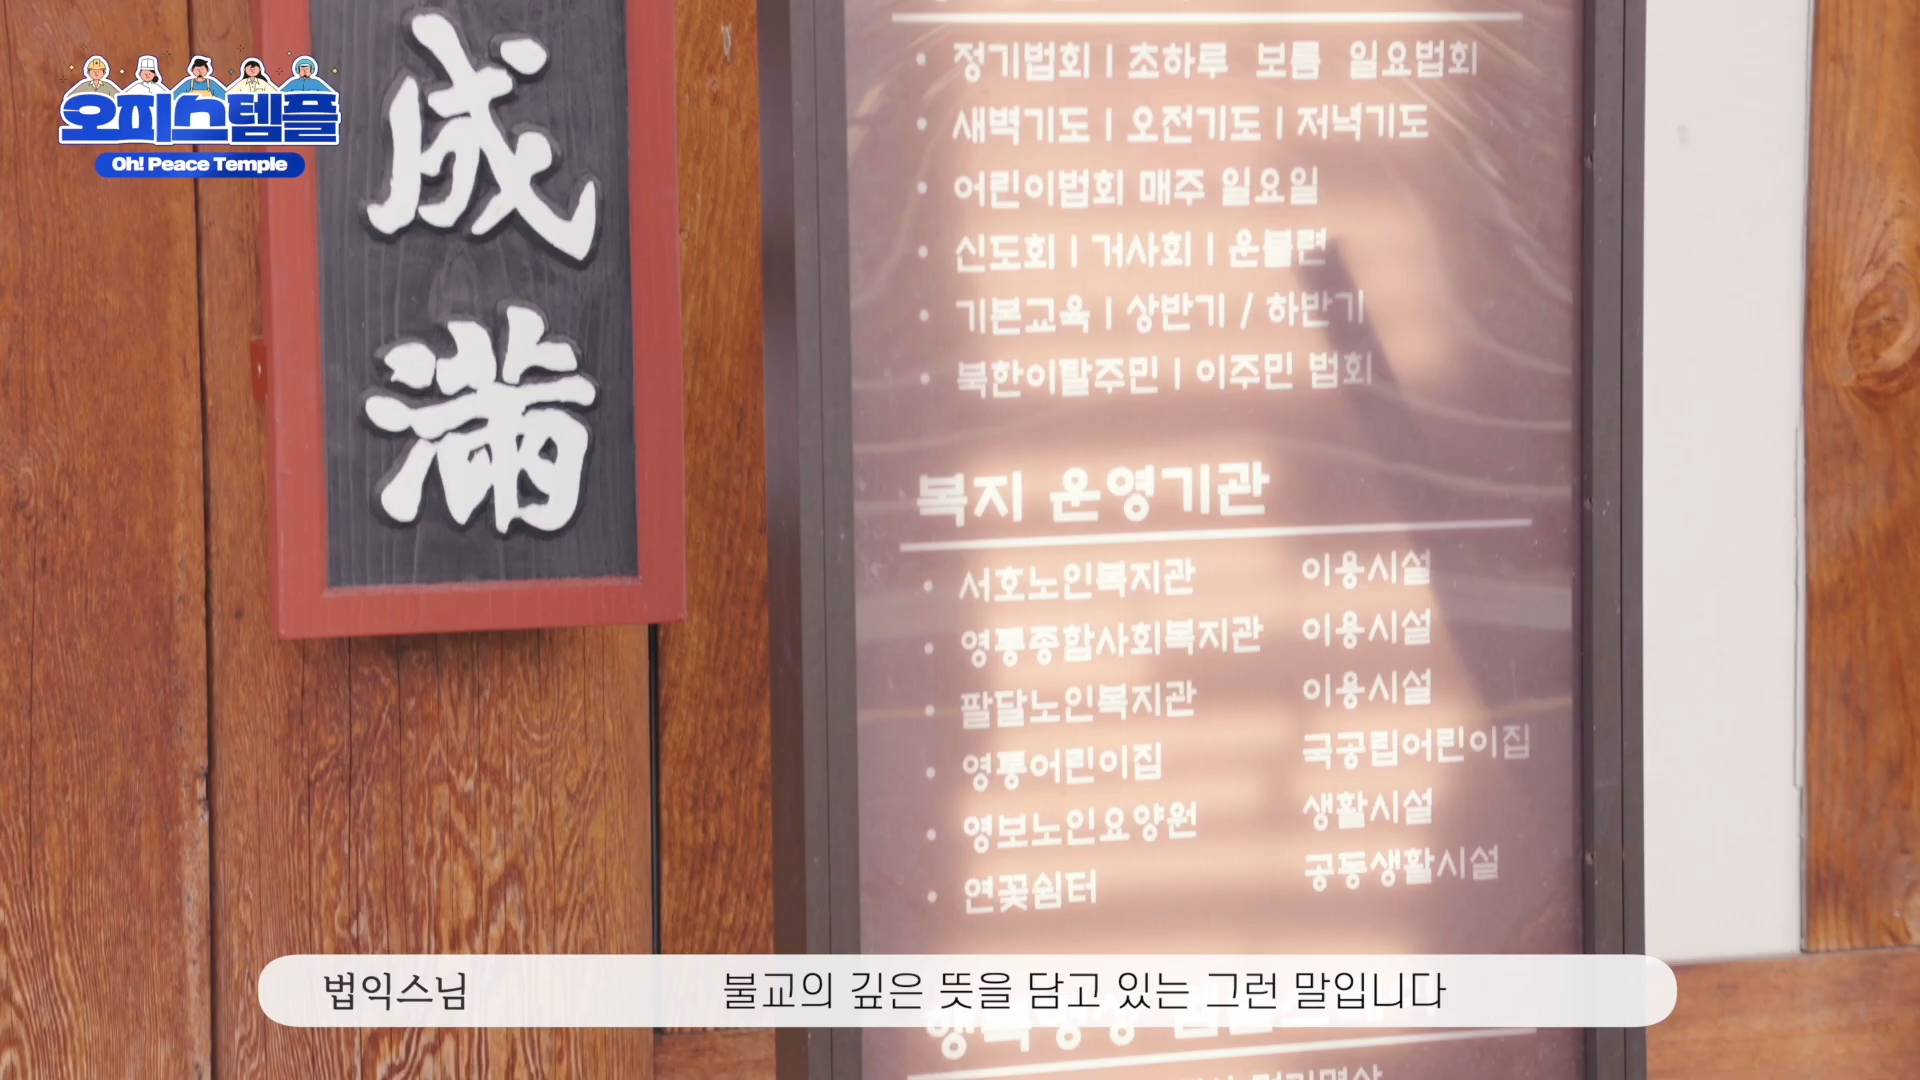 오피스템플
Oh! Peace Temple
成
滿
정기법회 | 초하루 보름 일요법회
새벽기도 | 오전기도 | 저녁기도
어린이법회 매주 일요일
신도회 | 거사회 | 운불련
기본교육 | 상반기 / 하반기
북한이탈주민 | 이주민 법회
복지 운영기관
서호노인복지관 이용시설
영통종합사회복지관 이용시설
팔달노인복지관 이용시설
영통어린이집 국공립어린이집
영보노인요양원 생활시설
연꽃쉼터 공동생활시설
법익스님 불교의 깊은 뜻을 담고 있는 그런 말입니다